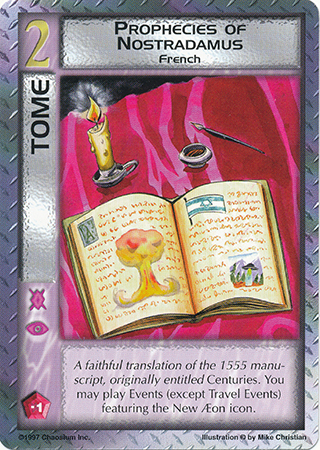 2
PROPHECIES OF
NOSTRADAMUS
French
TOME
A faithful translation of the 1555 manu-
script, originally entitled Centuries. You
may play Events (except Travel Events)
featuring the New Æon icon.
-1
©1997 Chaosium Inc.
Illustration © by Mike Christian